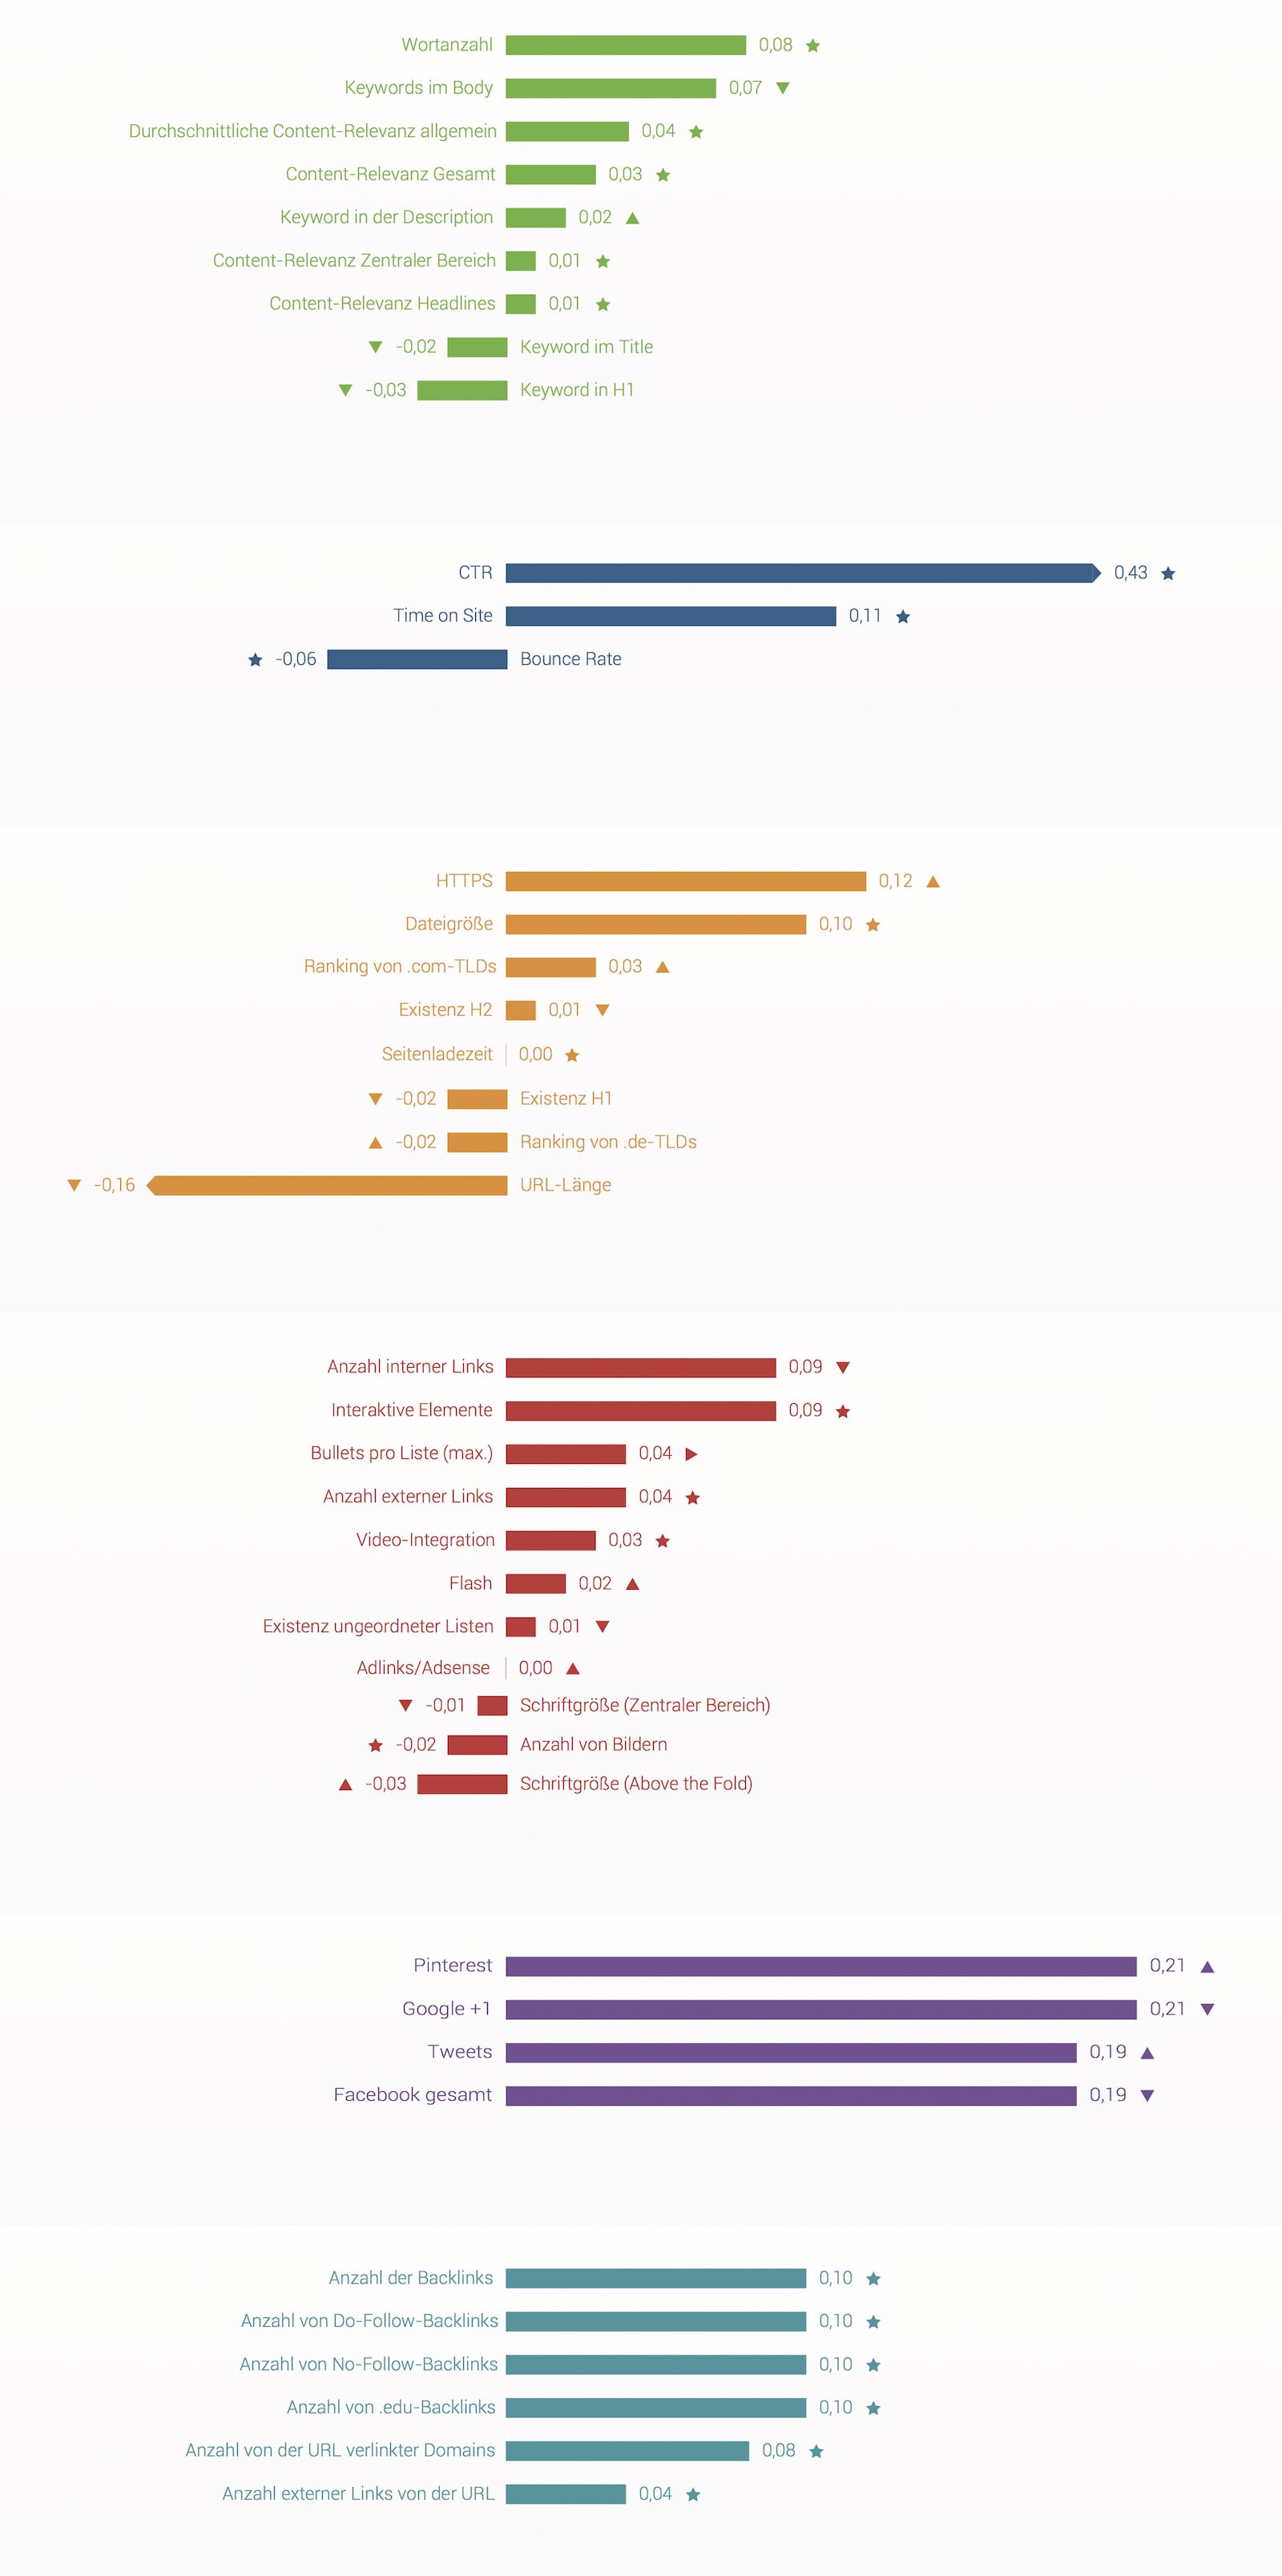 Wortanzahl 0,08 ★
Keywords im Body 0,07 ▼
Durchschnittliche Content-Relevanz allgemein 0,04 ★
Content-Relevanz Gesamt 0,03 ★
Keyword in der Description 0,02 ▲
Content-Relevanz Zentraler Bereich 0,01 ★
Content-Relevanz Headlines 0,01 ★
▼ -0,02 Keyword im Title
▼ -0,03 Keyword in H1
CTR 0,43 ★
Time on Site 0,11 ★
★ -0,06 Bounce Rate
HTTPS 0,12 ▲
Dateigröße 0,10 ★
Ranking von .com-TLDs 0,03 ▲
Existenz H2 0,01 ▼
Seitenladezeit 0,00 ★
▼ -0,02 Existenz H1
▲ -0,02 Ranking von .de-TLDs
▼ -0,16 URL-Länge
Anzahl interner Links 0,09 ▼
Interaktive Elemente 0,09 ★
Bullets pro Liste (max.) 0,04 ▶
Anzahl externer Links 0,04 ★
Video-Integration 0,03 ★
Flash 0,02 ▲
Existenz ungeordneter Listen 0,01 ▼
Adlinks/Adsense 0,00 ▲
▼ -0,01 Schriftgröße (Zentraler Bereich)
★ -0,02 Anzahl von Bildern
▲ -0,03 Schriftgröße (Above the Fold)
Pinterest 0,21 ▲
Google +1 0,21 ▼
Tweets 0,19 ▲
Facebook gesamt 0,19 ▼
Anzahl der Backlinks 0,10 ★
Anzahl von Do-Follow-Backlinks 0,10 ★
Anzahl von No-Follow-Backlinks 0,10 ★
Anzahl von .edu-Backlinks 0,10 ★
Anzahl von der URL verlinkter Domains 0,08 ★
Anzahl externer Links von der URL 0,04 ★